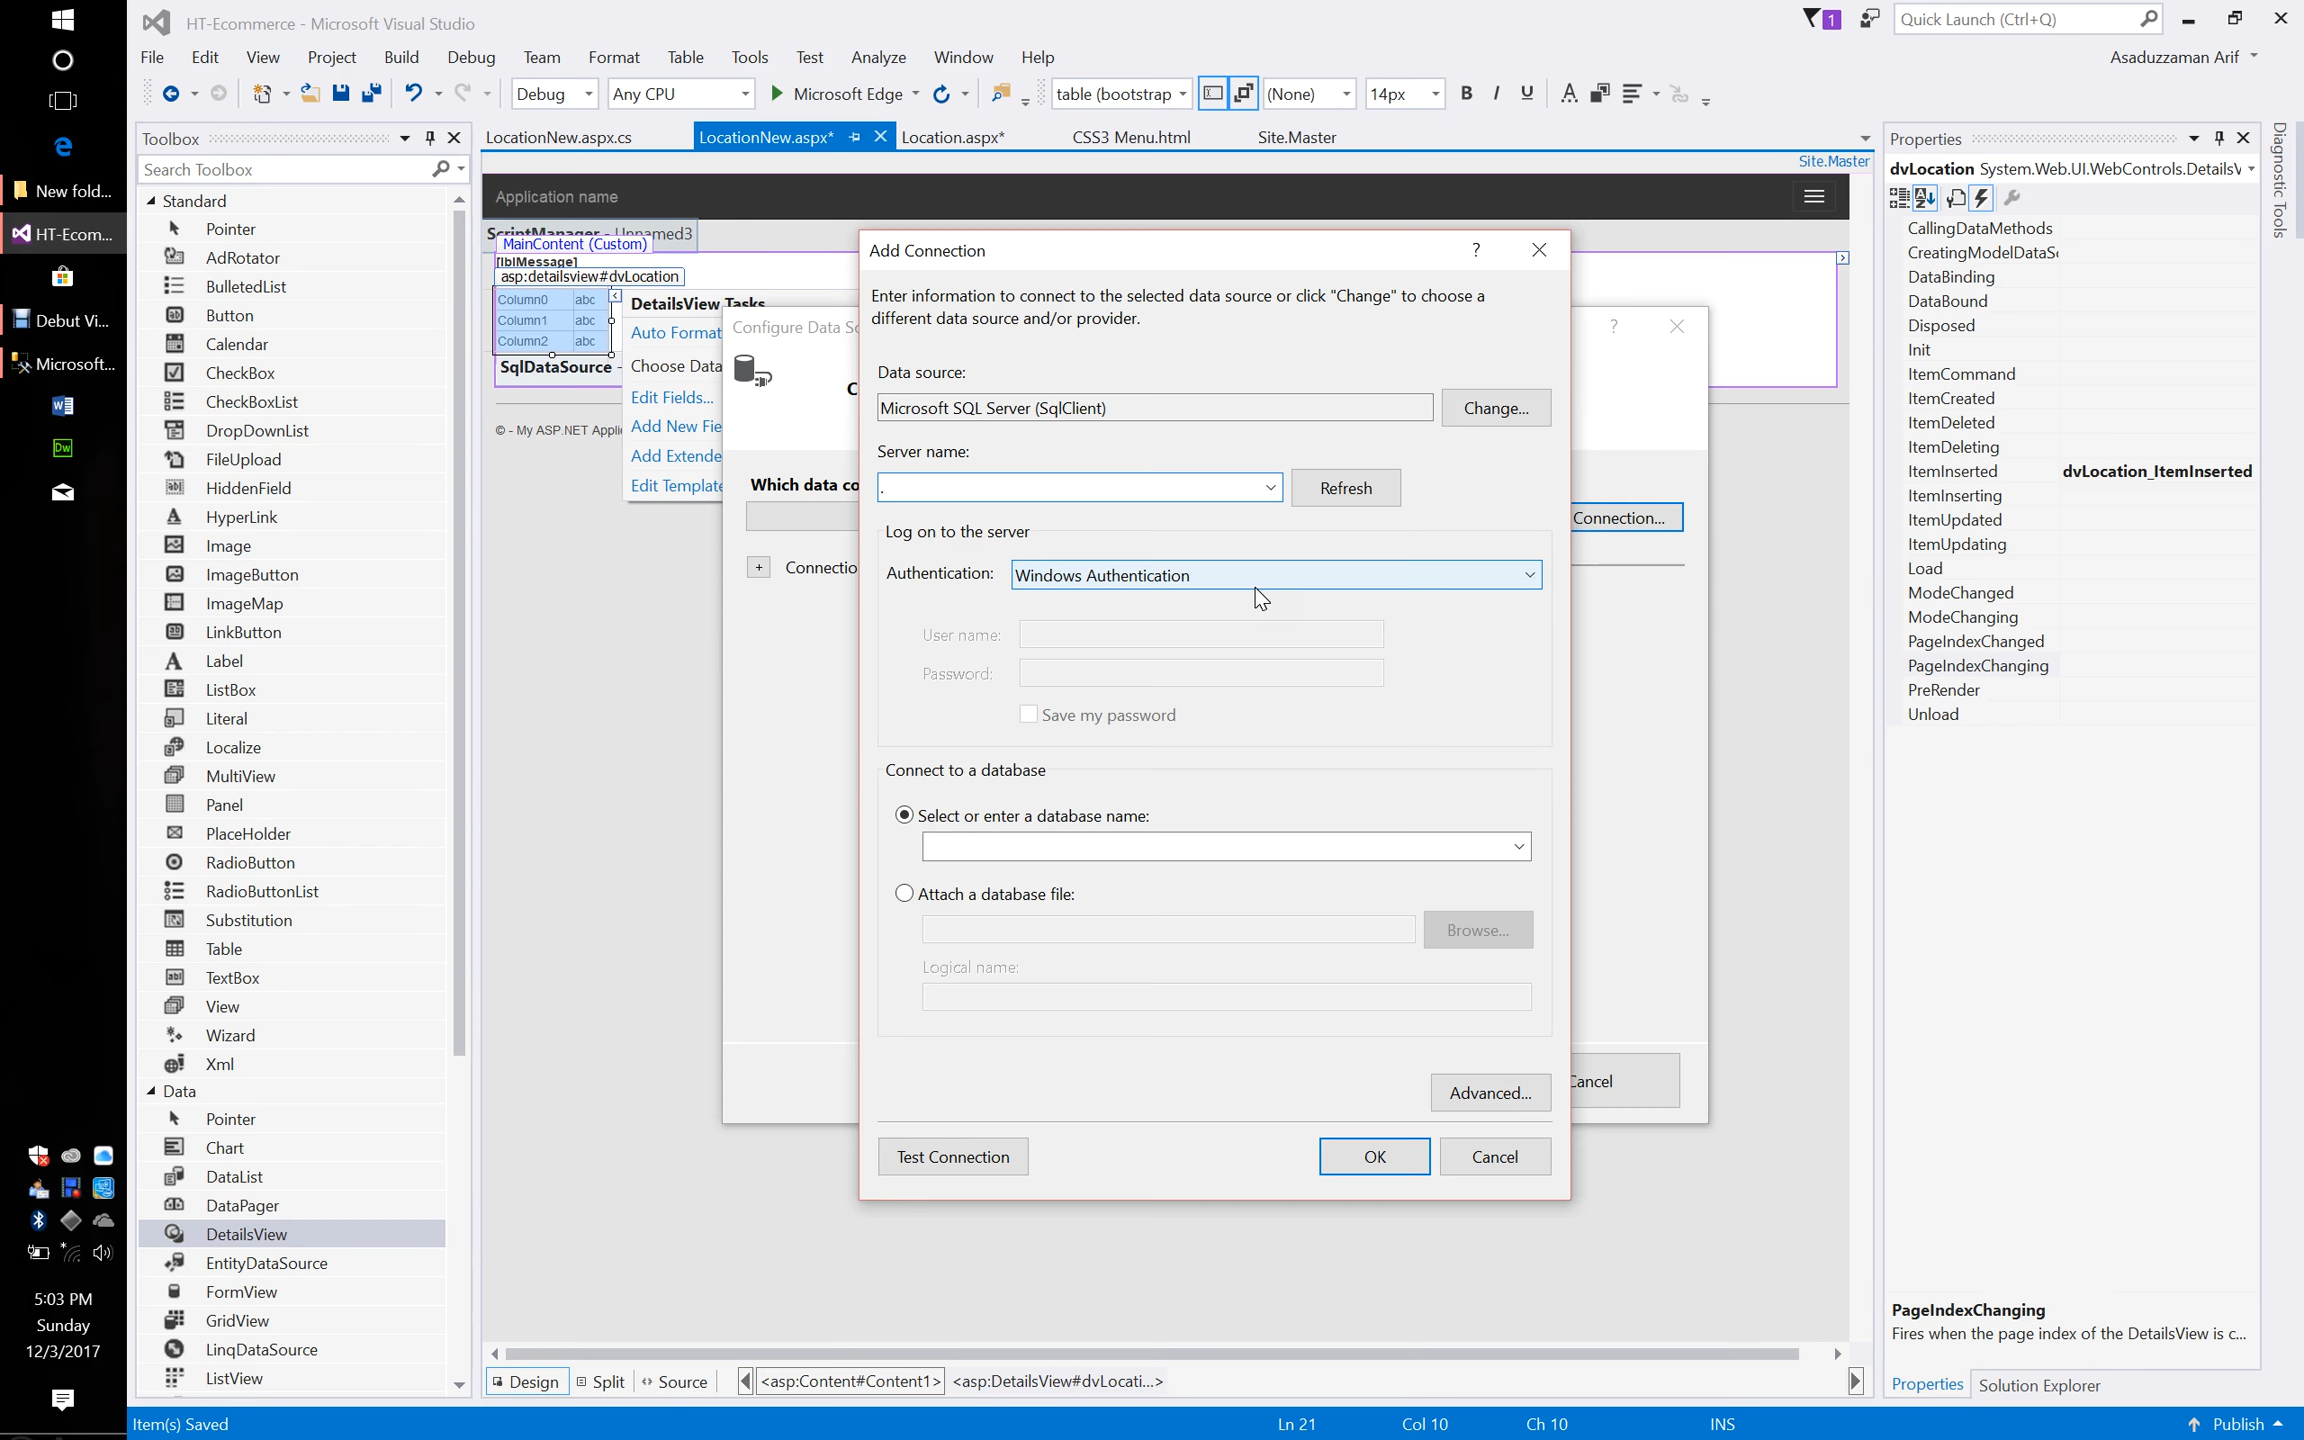 HT-Ecommerce - Microsoft Visual Studio
1
Quick Launch (Ctrl+Q)
File Edit View Project Build Debug Team Format Table Tools Test Analyze Window Help
Asaduzzaman Arif
Debug
Any CPU
Microsoft Edge
table (bootstrap
(None)
14px
B I U
New fold...
HT-Ecom...
Debut Vi...
Microsoft...
Dw
5:03 PM
Sunday
12/3/2017
Toolbox
Search Toolbox
Standard
Pointer
AdRotator
BulletedList
Button
Calendar
CheckBox
CheckBoxList
DropDownList
FileUpload
HiddenField
HyperLink
Image
ImageButton
ImageMap
LinkButton
Label
ListBox
Literal
Localize
MultiView
Panel
PlaceHolder
RadioButton
RadioButtonList
Substitution
Table
TextBox
View
Wizard
Xml
Data
Pointer
Chart
DataList
DataPager
DetailsView
EntityDataSource
FormView
GridView
LinqDataSource
ListView
LocationNew.aspx.cs
LocationNew.aspx*
Location.aspx*
CSS3 Menu.html
Site.Master
Site.Master
Application name
ScriptManager - Unnamed3
MainContent (Custom)
[lblMessage]
asp:detailsview#dvLocation
Column0 abc
Column1 abc
Column2 abc
SqlDataSource -
© - My ASP.NET Appli
DetailsView Tasks
Auto Format
Choose Data
Edit Fields...
Add New Fie
Add Extende
Edit Template
Configure Data So
?
C
Which data co
Connection...
+ Connectio
Cancel
Add Connection
?
Enter information to connect to the selected data source or click "Change" to choose a
different data source and/or provider.
Data source:
Microsoft SQL Server (SqlClient)
Change...
Server name:
.
Refresh
Log on to the server
Authentication:
Windows Authentication
User name:
Password:
Save my password
Connect to a database
Select or enter a database name:
Attach a database file:
Browse...
Logical name:
Advanced...
Test Connection
OK
Cancel
Design
Split
Source
<asp:Content#Content1>
<asp:DetailsView#dvLocati...>
Properties
dvLocation System.Web.UI.WebControls.DetailsV
CallingDataMethods
CreatingModelDataSo
DataBinding
DataBound
Disposed
Init
ItemCommand
ItemCreated
ItemDeleted
ItemDeleting
ItemInserted dvLocation_ItemInserted
ItemInserting
ItemUpdated
ItemUpdating
Load
ModeChanged
ModeChanging
PageIndexChanged
PageIndexChanging
PreRender
Unload
PageIndexChanging
Fires when the page index of the DetailsView is c...
Properties
Solution Explorer
Diagnostic Tools
Item(s) Saved
Ln 21
Col 10
Ch 10
INS
Publish